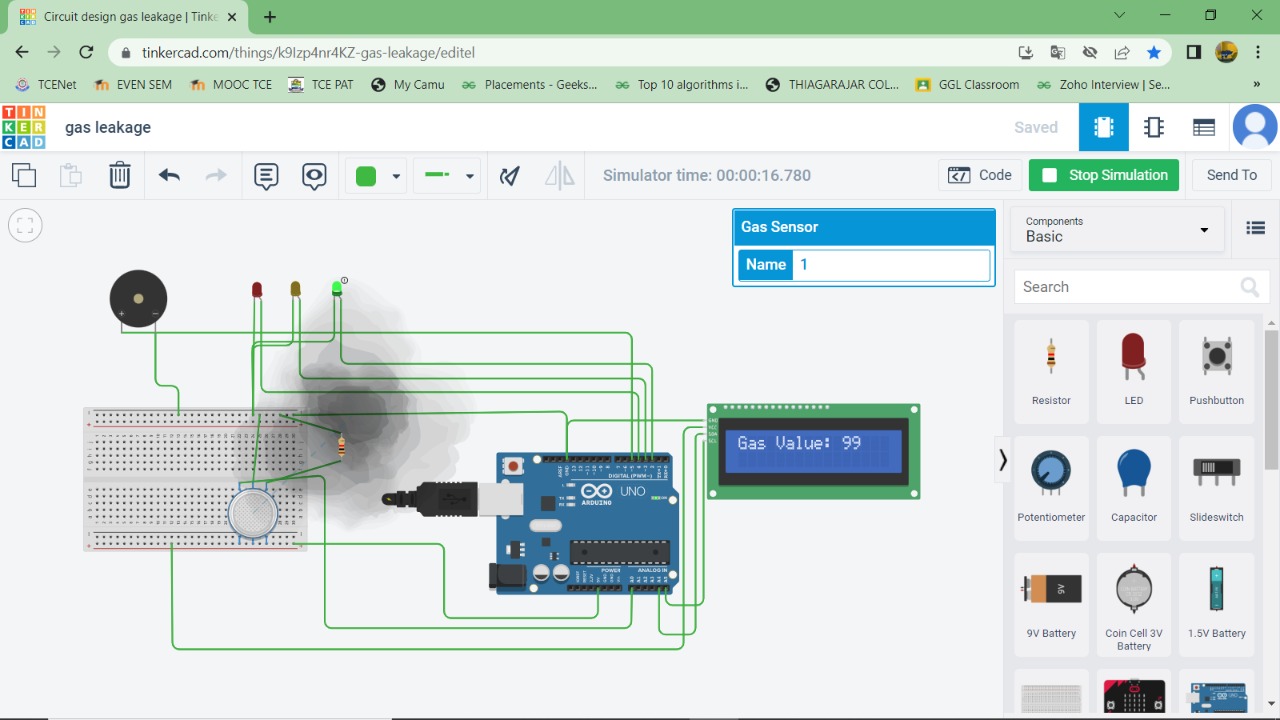 Circuit design gas leakage | Tinke
tinkercad.com/things/k9lzp4nr4KZ-gas-leakage/editel
TCENet
EVEN SEM
MOOC TCE
TCE PAT
My Camu
Placements - Geeks...
Top 10 algorithms i...
THIAGARAJAR COL...
GGL Classroom
Zoho Interview | Se...
»
TIN
KER
CAD
gas leakage
Saved
Simulator time: 00:00:16.780
Code
Stop Simulation
Send To
Gas Sensor
Name 1
Components
Basic
Search
Resistor
LED
Pushbutton
Potentiometer
Capacitor
Slideswitch
9V Battery
Coin Cell 3V
Battery
1.5V Battery
9V
Gas Value: 99
DIGITAL (PWM~)
UNO
ARDUINO
POWER
ANALOG IN